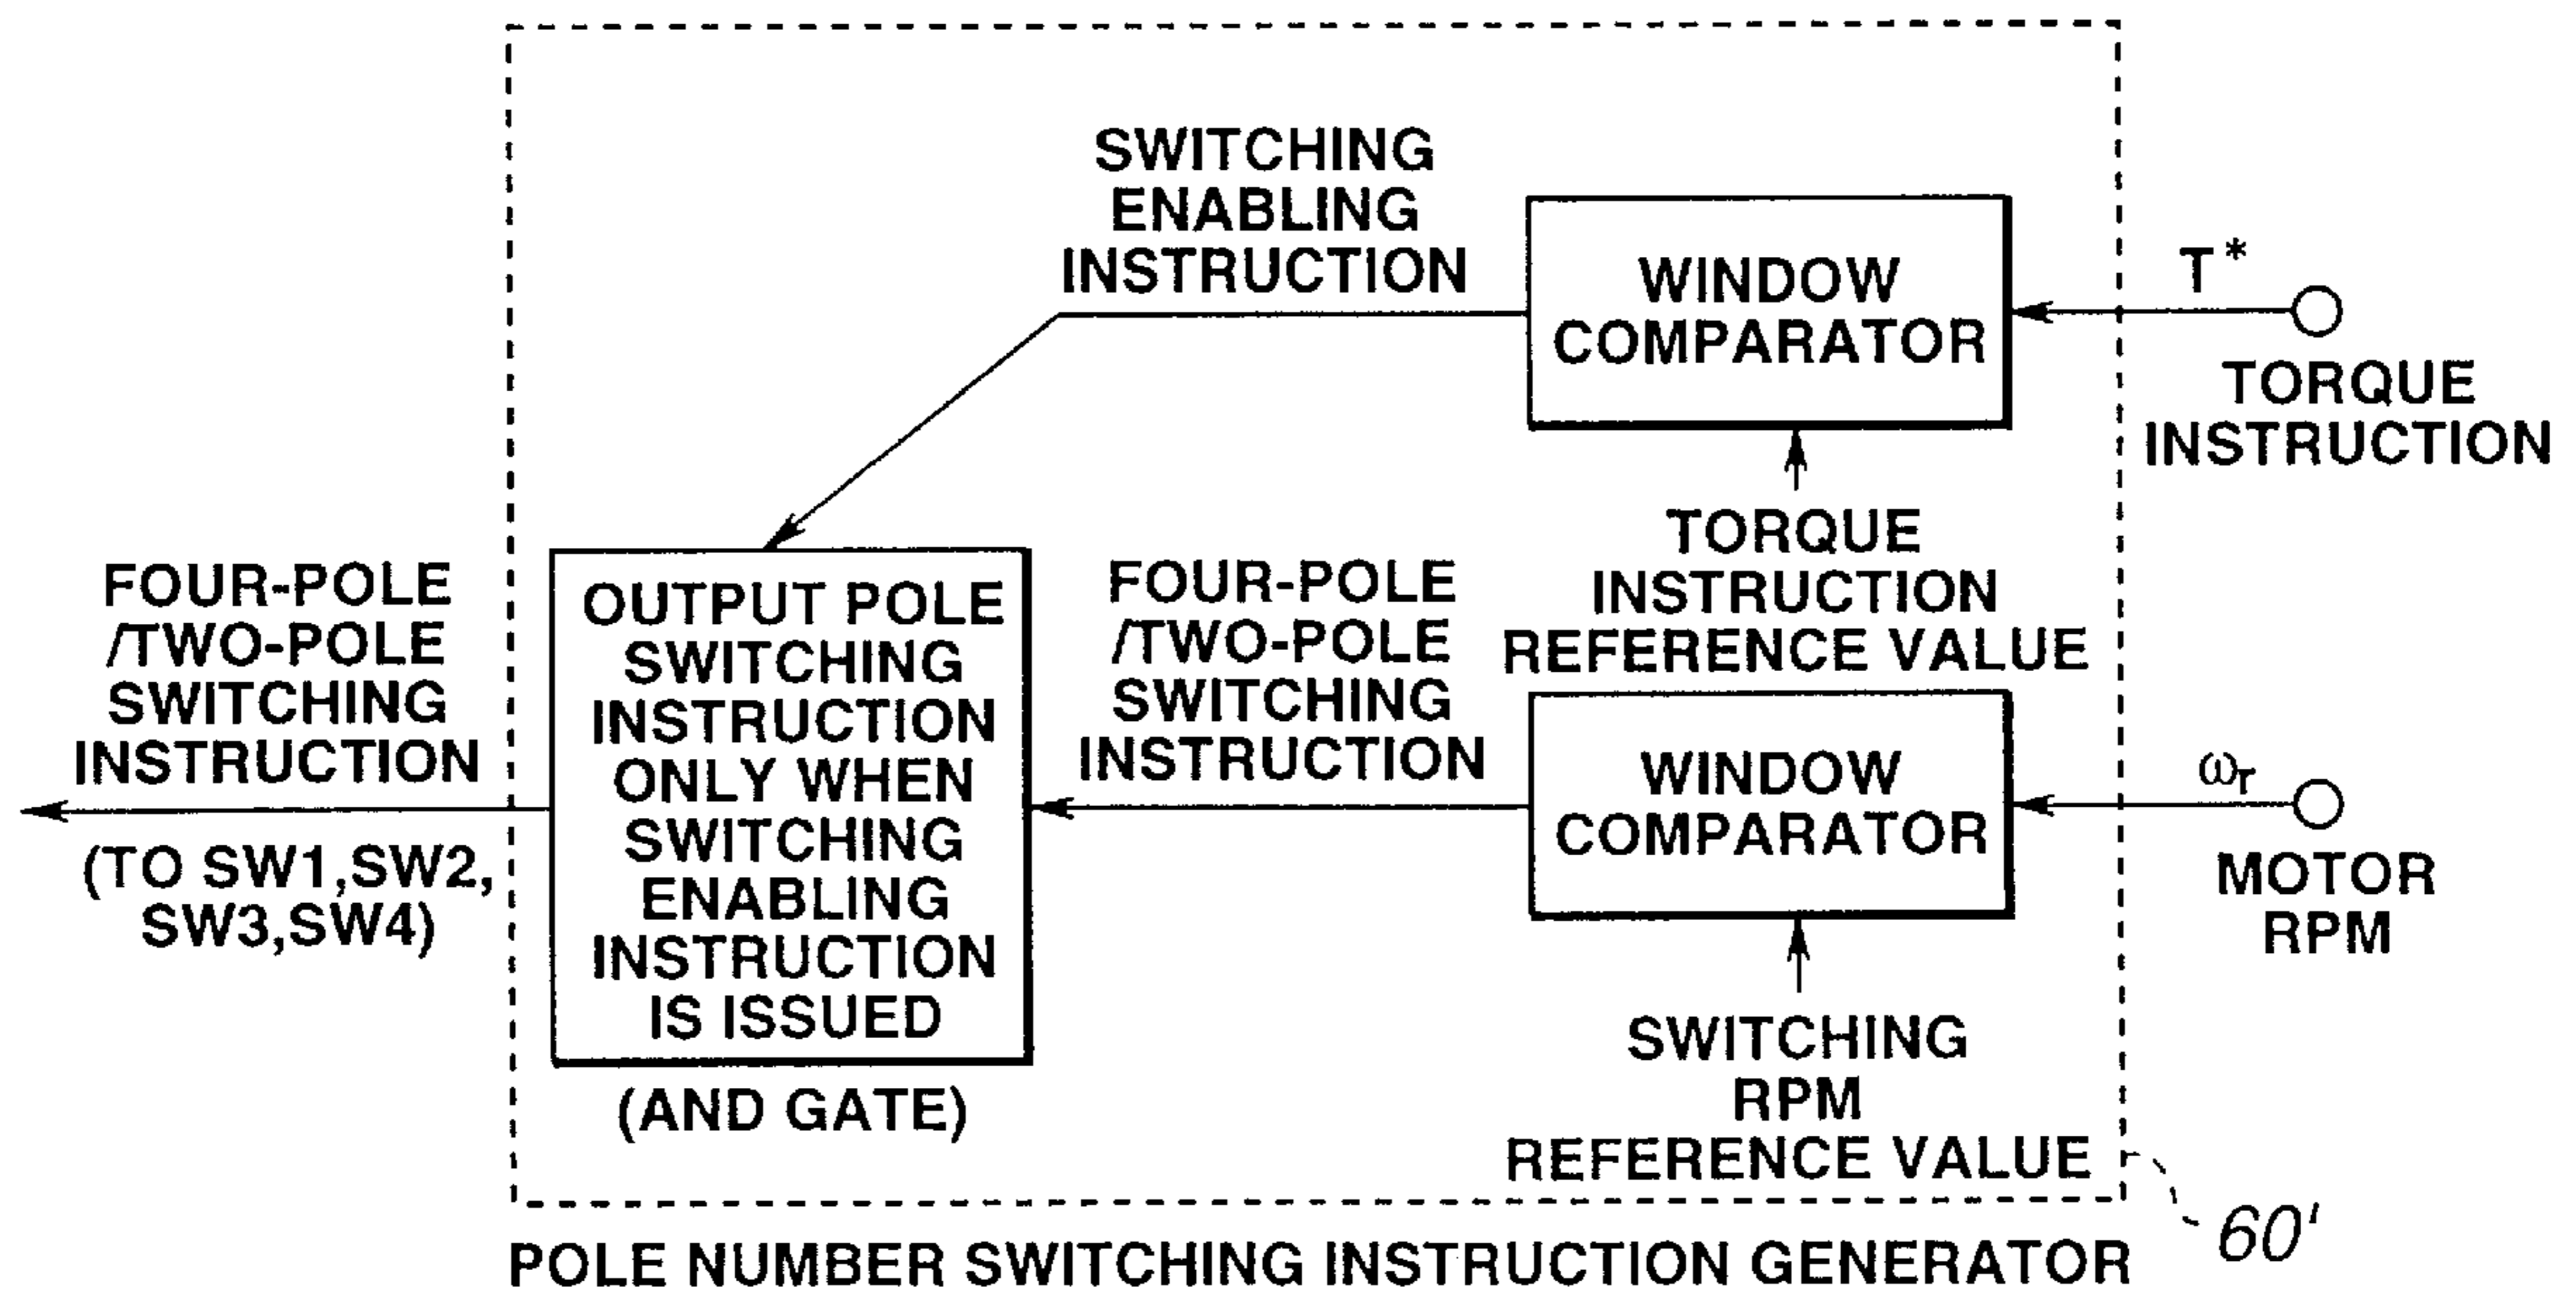 SWITCHING
ENABLING
INSTRUCTION
WINDOW
COMPARATOR
T*
TORQUE
INSTRUCTION
TORQUE
INSTRUCTION
REFERENCE VALUE
FOUR-POLE
/TWO-POLE
SWITCHING
INSTRUCTION
(TO SW1,SW2,
SW3,SW4)
OUTPUT POLE
SWITCHING
INSTRUCTION
ONLY WHEN
SWITCHING
ENABLING
INSTRUCTION
IS ISSUED
(AND GATE)
FOUR-POLE
/TWO-POLE
SWITCHING
INSTRUCTION
WINDOW
COMPARATOR
ωr
MOTOR
RPM
SWITCHING
RPM
REFERENCE VALUE
60'
POLE NUMBER SWITCHING INSTRUCTION GENERATOR